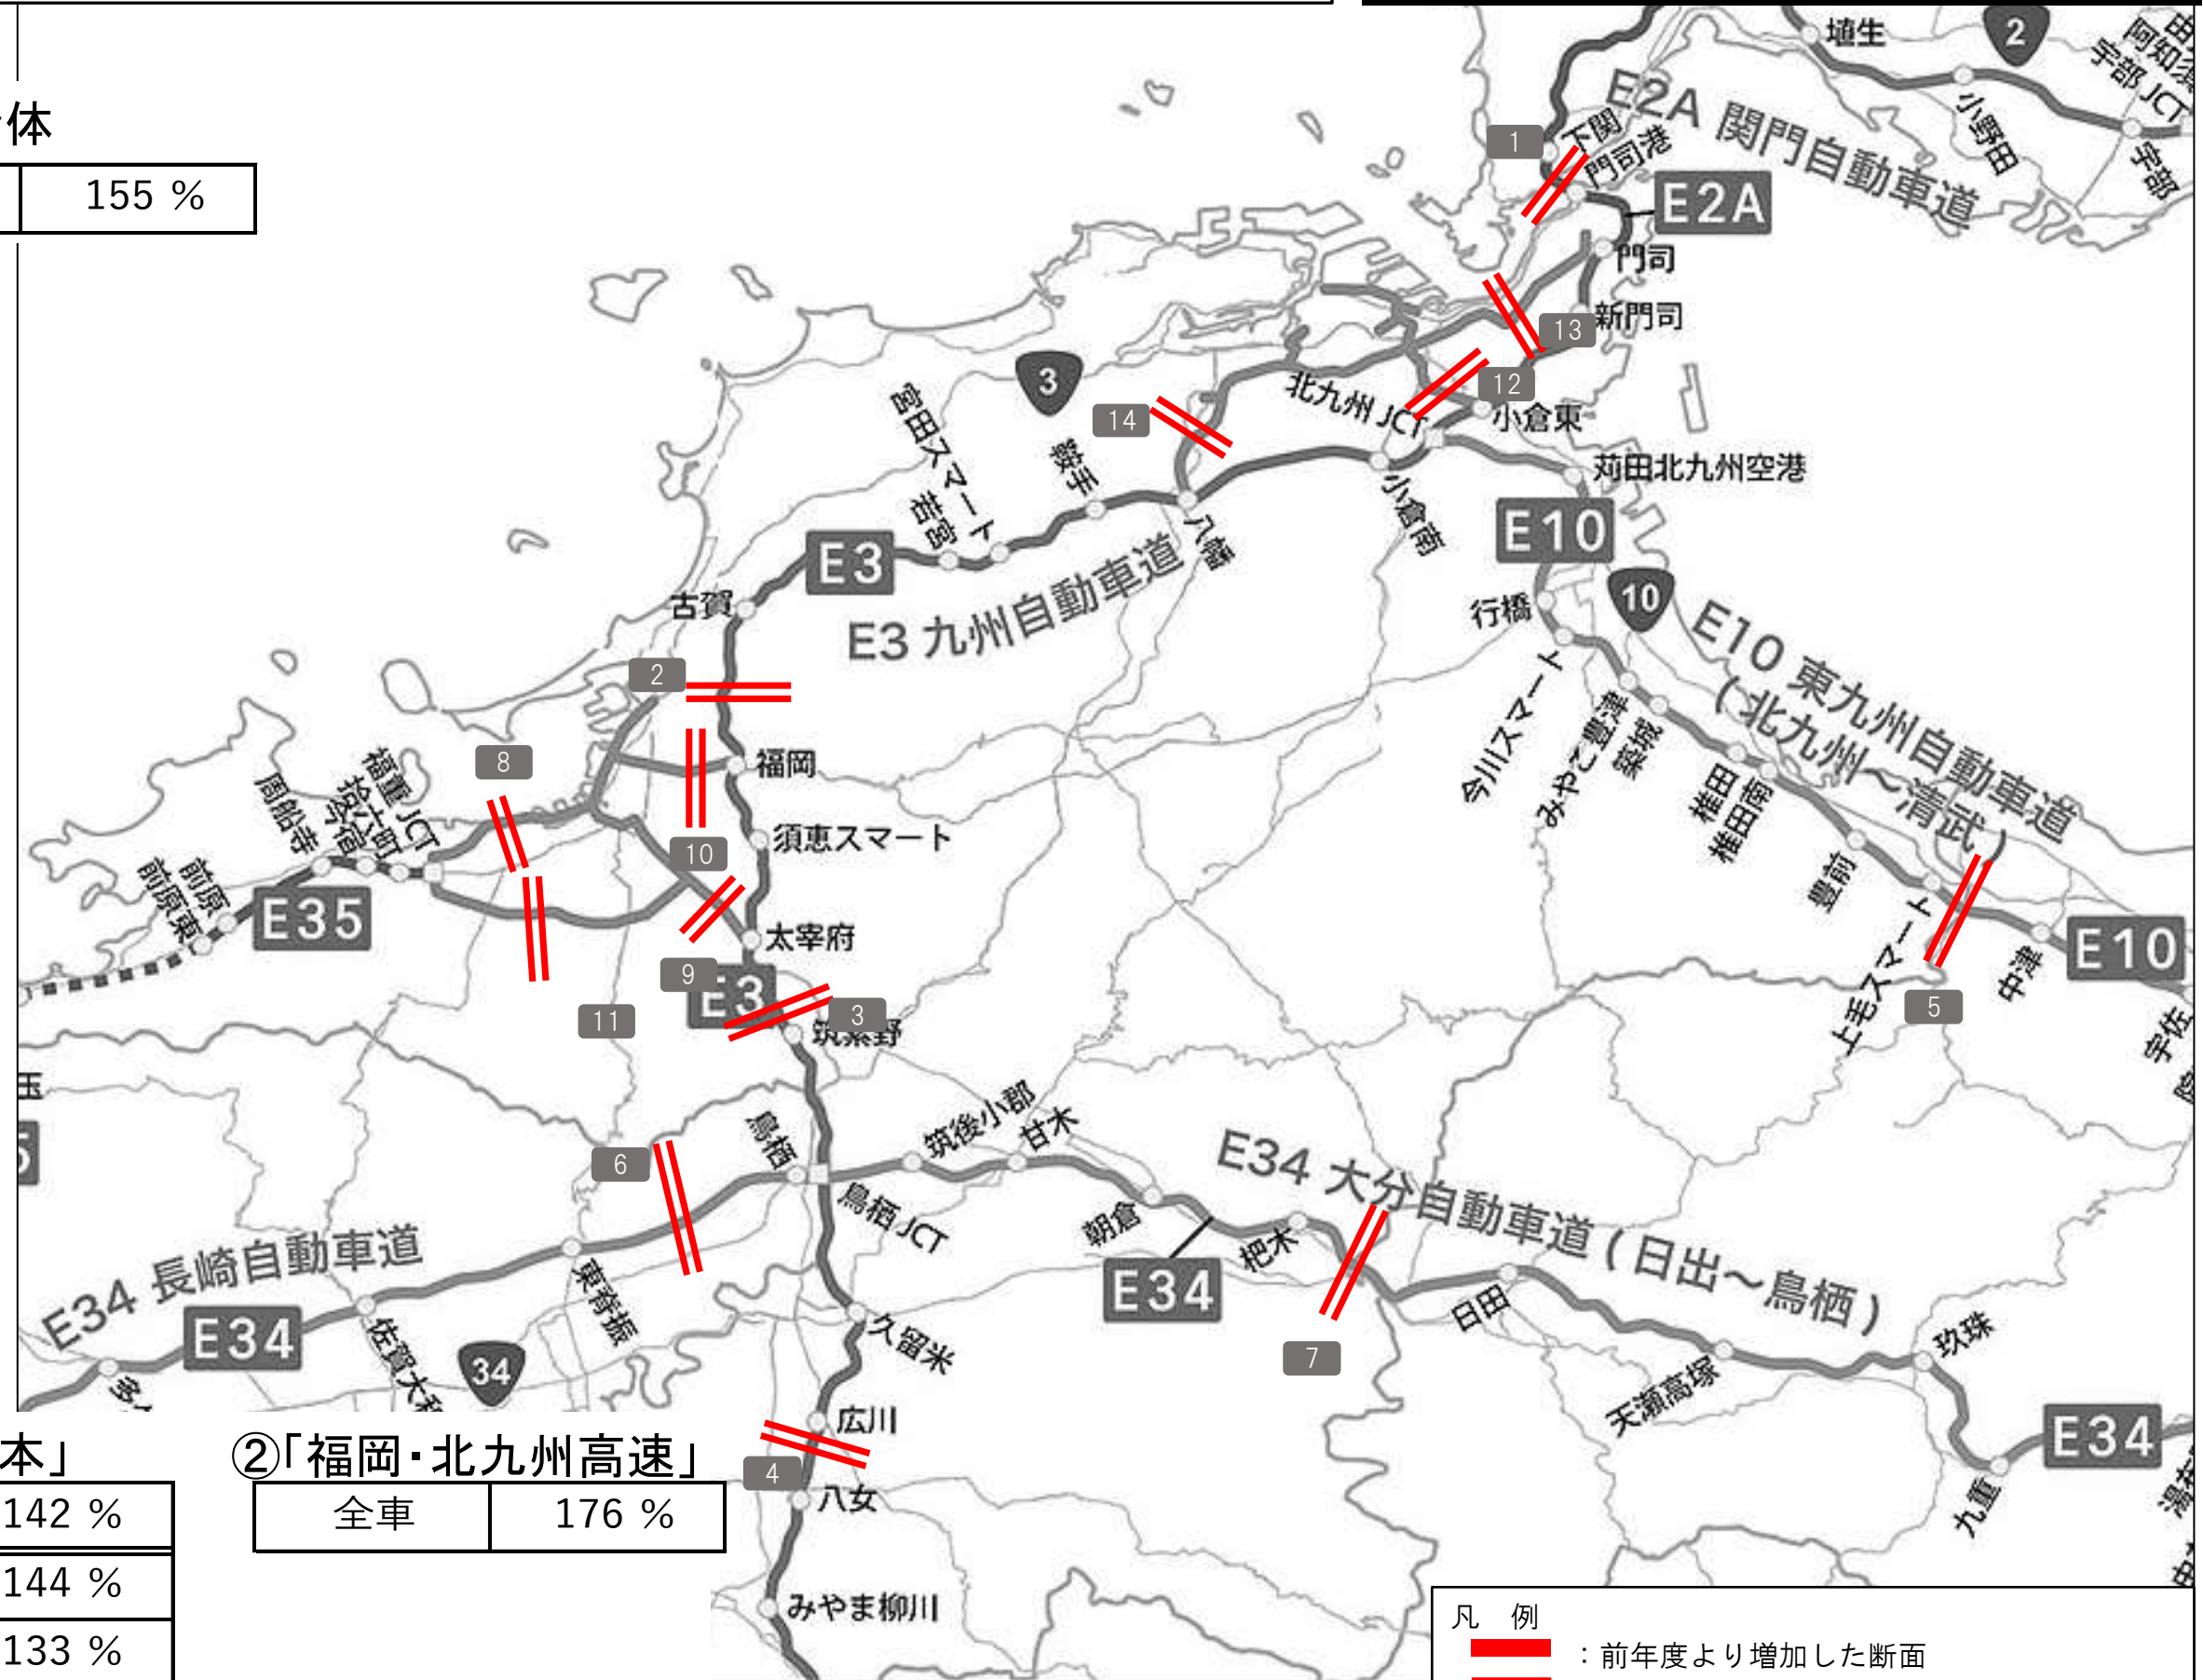 体
155 %
埴生
2
宇部 JCT
小野田
宇部
E2A 関門自動車道
1
下関
門司港
E2A
門司
新門司
13
12
北九州 JCT
小倉東
3
14
宮田スマート
若宮
鞍手
八幡
小倉南
苅田北九州空港
E10
E3
古賀
E3 九州自動車道
行橋
10
E10 東九州自動車道
(北九州～清武)
今川スマート
みやこ豊津
築城
椎田
椎田南
豊前
上毛スマート
中津
宇佐
E10
5
2
福岡
8
福重 JCT
拾六町
今宿
周船寺
前原
前原東
E35
須恵スマート
10
太宰府
9
E3
3
筑紫野
11
玉
6
鳥栖
鳥栖 JCT
筑後小郡
甘木
朝倉
杷木
E34
E34 大分自動車道(日出～鳥栖)
7
日田
天瀬高塚
玖珠
九重
E34
E34 長崎自動車道
E34
東脊振
佐賀大和
34
久留米
広川
4
八女
みやま柳川
本」
142 %
144 %
133 %
②「福岡・北九州高速」
全車 176 %
凡 例
：前年度より増加した断面